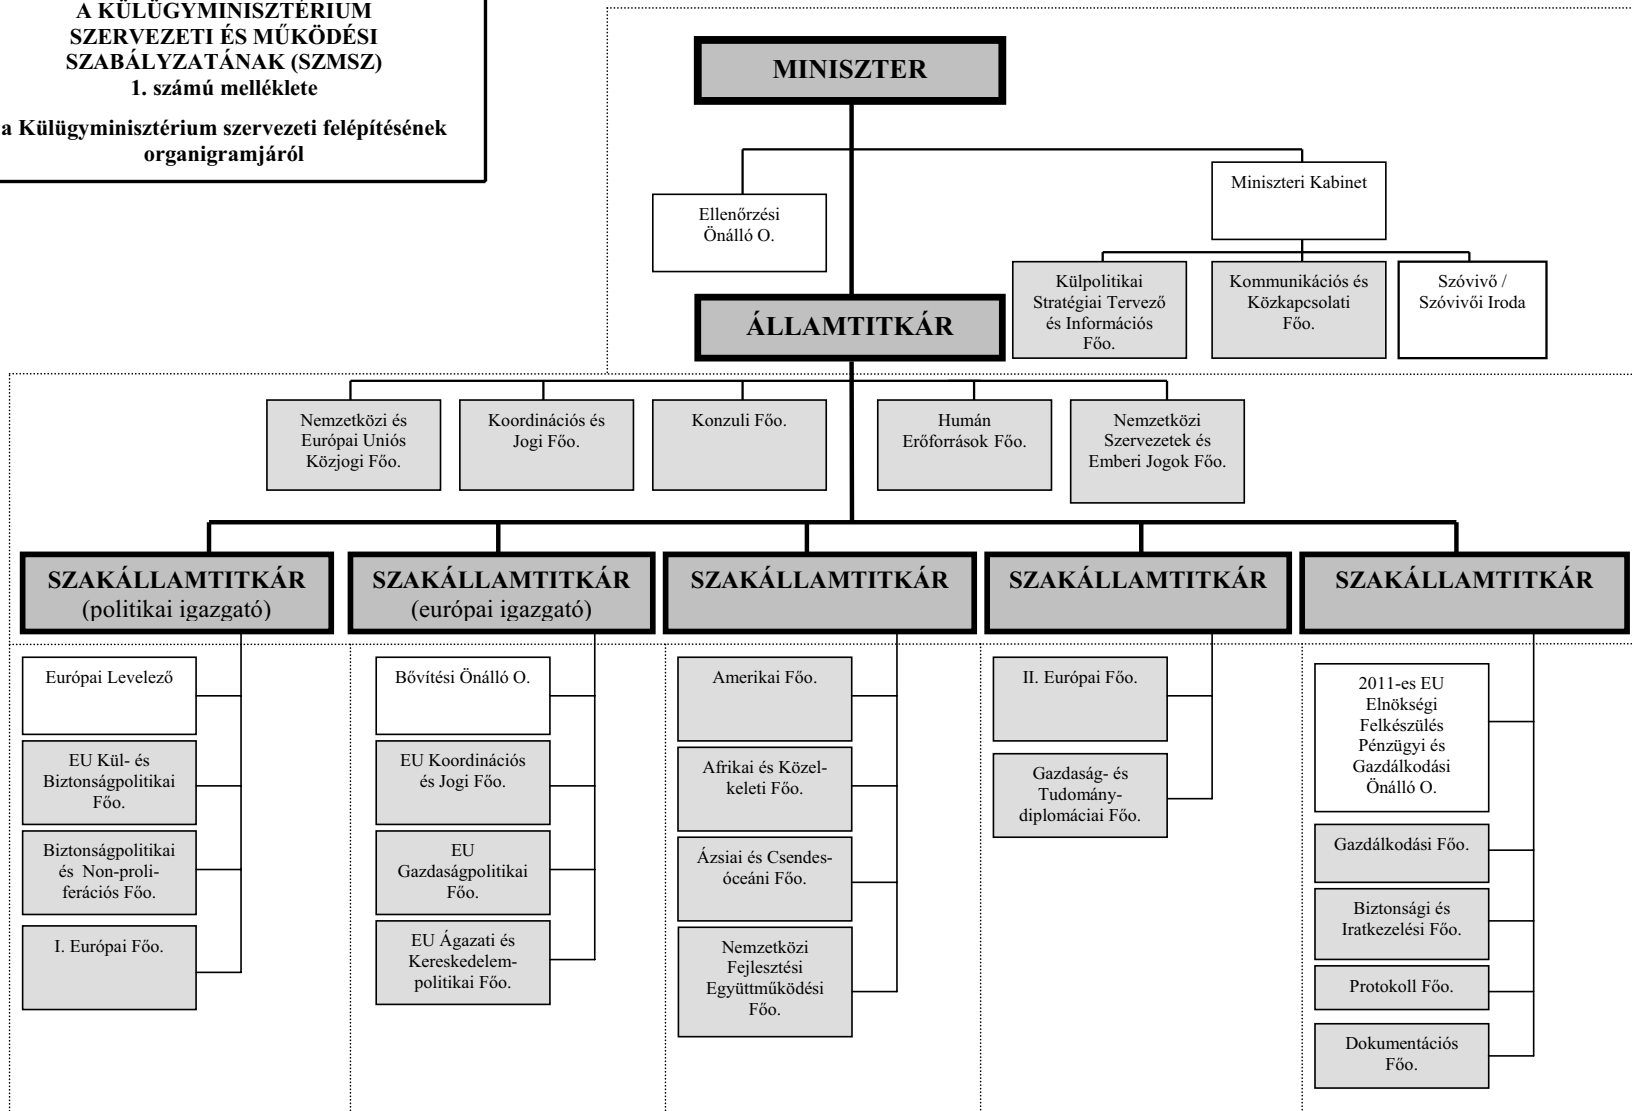 A KÜLÜGYMINISZTÉRIUM
SZERVEZETI ÉS MŰKÖDÉSI
SZABÁLYZATÁNAK (SZMSZ)
1. számú melléklete
a Külügyminisztérium szervezeti felépítésének
organigramjáról
MINISZTER
Ellenőrzési
Önálló O.
Miniszteri Kabinet
Külpolitikai
Stratégiai Tervező
és Információs
Főo.
Kommunikációs és
Közkapcsolati
Főo.
Szóvivő /
Szóvivői Iroda
ÁLLAMTITKÁR
Nemzetközi és
Európai Uniós
Közjogi Főo.
Koordinációs és
Jogi Főo.
Konzuli Főo.
Humán
Erőforrások Főo.
Nemzetközi
Szervezetek és
Emberi Jogok Főo.
SZAKÁLLAMTITKÁR
(politikai igazgató)
SZAKÁLLAMTITKÁR
(európai igazgató)
SZAKÁLLAMTITKÁR
SZAKÁLLAMTITKÁR
SZAKÁLLAMTITKÁR
Európai Levelező
EU Kül- és
Biztonságpolitikai
Főo.
Biztonságpolitikai
és Non-proli-
ferációs Főo.
I. Európai Főo.
Bővítési Önálló O.
EU Koordinációs
és Jogi Főo.
EU
Gazdaságpolitikai
Főo.
EU Ágazati és
Kereskedelem-
politikai Főo.
Amerikai Főo.
Afrikai és Közel-
keleti Főo.
Ázsiai és Csendes-
óceáni Főo.
Nemzetközi
Fejlesztési
Együttműködési
Főo.
II. Európai Főo.
Gazdaság- és
Tudomány-
diplomáciai Főo.
2011-es EU
Elnökségi
Felkészülés
Pénzügyi és
Gazdálkodási
Önálló O.
Gazdálkodási Főo.
Biztonsági és
Iratkezelési Főo.
Protokoll Főo.
Dokumentációs
Főo.